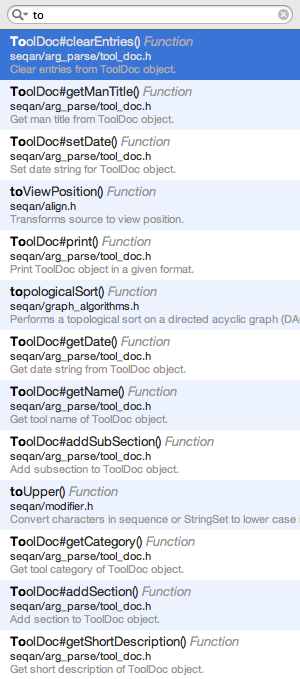 to
ToolDoc#clearEntries() Function
seqan/arg_parse/tool_doc.h
Clear entries from ToolDoc object.
ToolDoc#getManTitle() Function
seqan/arg_parse/tool_doc.h
Get man title from ToolDoc object.
ToolDoc#setDate() Function
seqan/arg_parse/tool_doc.h
Set date string for ToolDoc object.
toViewPosition() Function
seqan/align.h
Transforms source to view position.
ToolDoc#print() Function
seqan/arg_parse/tool_doc.h
Print ToolDoc object in a given format.
topologicalSort() Function
seqan/graph_algorithms.h
Performs a topological sort on a directed acyclic graph (DAG
ToolDoc#getDate() Function
seqan/arg_parse/tool_doc.h
Get date string from ToolDoc object.
ToolDoc#getName() Function
seqan/arg_parse/tool_doc.h
Get tool name of ToolDoc object.
ToolDoc#addSubSection() Function
seqan/arg_parse/tool_doc.h
Add subsection to ToolDoc object.
toUpper() Function
seqan/modifier.h
Convert characters in sequence or StringSet to lower case
ToolDoc#getCategory() Function
seqan/arg_parse/tool_doc.h
Get tool category of ToolDoc object.
ToolDoc#addSection() Function
seqan/arg_parse/tool_doc.h
Add section to ToolDoc object.
ToolDoc#getShortDescription() Function
seqan/arg_parse/tool_doc.h
Get short description of ToolDoc object.